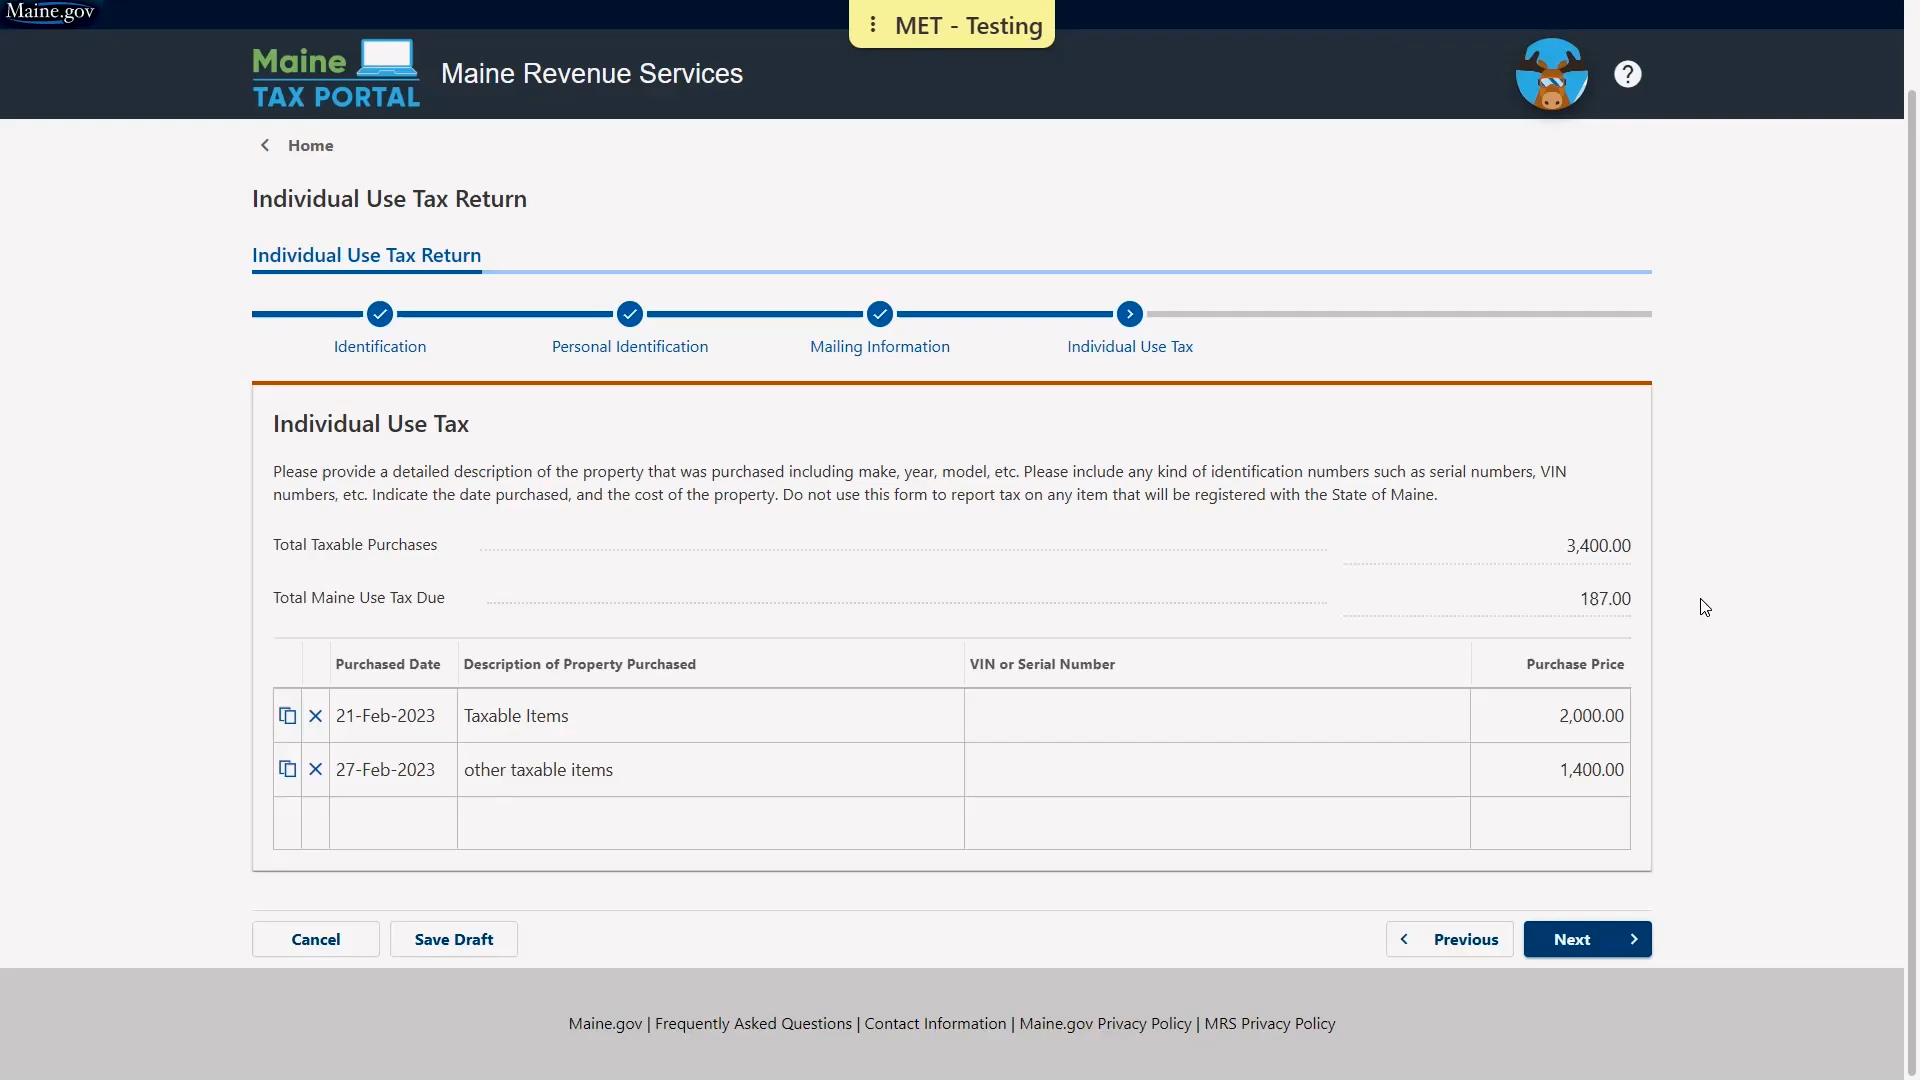 Maine.gov
MET - Testing
Maine
TAX PORTAL
Maine Revenue Services
?
Home
Individual Use Tax Return
Individual Use Tax Return
Identification
Personal Identification
Mailing Information
Individual Use Tax
Individual Use Tax
Please provide a detailed description of the property that was purchased including make, year, model, etc. Please include any kind of identification numbers such as serial numbers, VIN
numbers, etc. Indicate the date purchased, and the cost of the property. Do not use this form to report tax on any item that will be registered with the State of Maine.
Total Taxable Purchases 3,400.00
Total Maine Use Tax Due 187.00
Purchased Date Description of Property Purchased VIN or Serial Number Purchase Price
21-Feb-2023 Taxable Items 2,000.00
27-Feb-2023 other taxable items 1,400.00
Cancel Save Draft Previous Next
Maine.gov | Frequently Asked Questions | Contact Information | Maine.gov Privacy Policy | MRS Privacy Policy